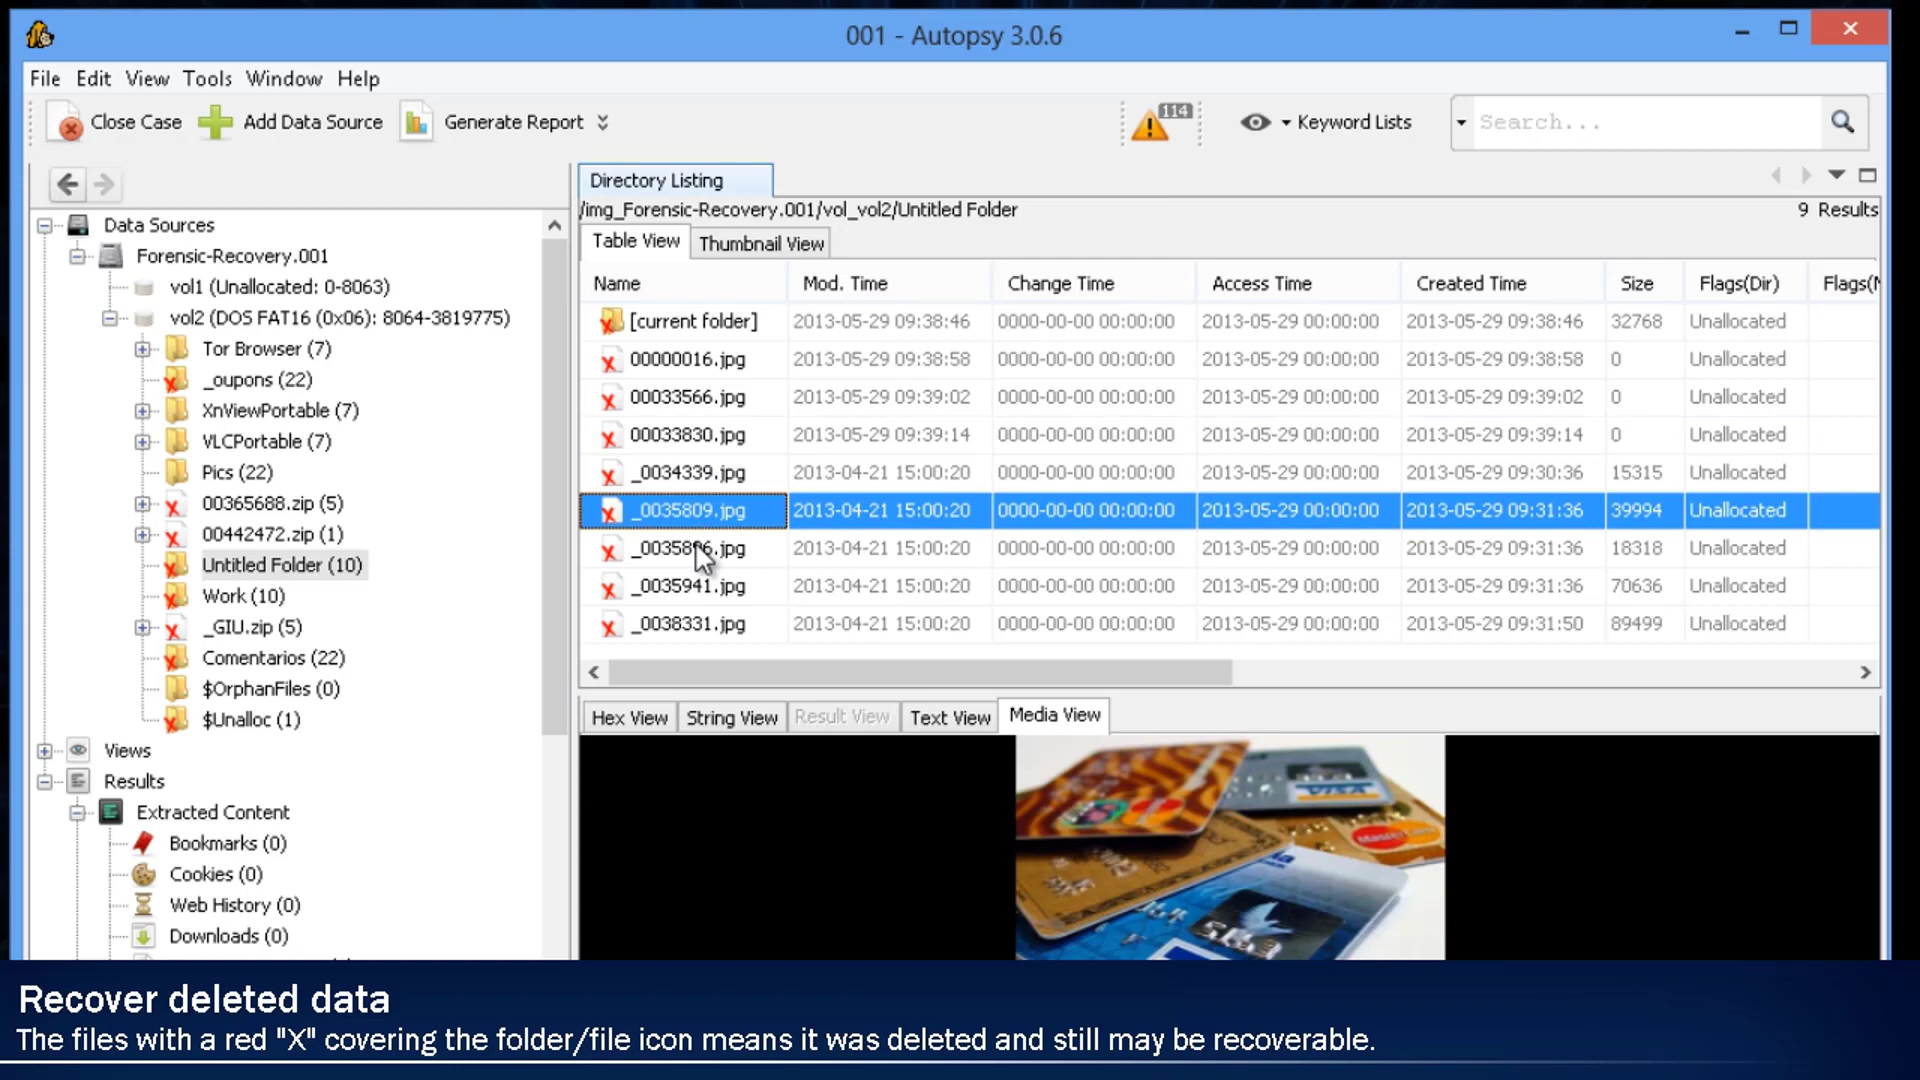 001 - Autopsy 3.0.6
File Edit View Tools Window Help
Close Case Add Data Source Generate Report 114 Keyword Lists Search...
Directory Listing
/img_Forensic-Recovery.001/vol_vol2/Untitled Folder 9 Results
Table View Thumbnail View
Name Mod. Time Change Time Access Time Created Time Size Flags(Dir) Flags(
[current folder] 2013-05-29 09:38:46 0000-00-00 00:00:00 2013-05-29 00:00:00 2013-05-29 09:38:46 32768 Unallocated
00000016.jpg 2013-05-29 09:38:58 0000-00-00 00:00:00 2013-05-29 00:00:00 2013-05-29 09:38:58 0 Unallocated
00033566.jpg 2013-05-29 09:39:02 0000-00-00 00:00:00 2013-05-29 00:00:00 2013-05-29 09:39:02 0 Unallocated
00033830.jpg 2013-05-29 09:39:14 0000-00-00 00:00:00 2013-05-29 00:00:00 2013-05-29 09:39:14 0 Unallocated
_0034339.jpg 2013-04-21 15:00:20 0000-00-00 00:00:00 2013-05-29 00:00:00 2013-05-29 09:30:36 15315 Unallocated
_0035809.jpg 2013-04-21 15:00:20 0000-00-00 00:00:00 2013-05-29 00:00:00 2013-05-29 09:31:36 39994 Unallocated
2013-04-21 15:00:20 0000-00-00 00:00:00 2013-05-29 00:00:00 2013-05-29 09:31:36 18318 Unallocated
_0035941.jpg 2013-04-21 15:00:20 0000-00-00 00:00:00 2013-05-29 00:00:00 2013-05-29 09:31:36 70636 Unallocated
_0038331.jpg 2013-04-21 15:00:20 0000-00-00 00:00:00 2013-05-29 00:00:00 2013-05-29 09:31:50 89499 Unallocated
Data Sources
Forensic-Recovery.001
vol1 (Unallocated: 0-8063)
vol2 (DOS FAT16 (0x06): 8064-3819775)
Tor Browser (7)
_oupons (22)
XnViewPortable (7)
VLCPortable (7)
Pics (22)
00365688.zip (5)
00442472.zip (1)
Untitled Folder (10)
Work (10)
_GIU.zip (5)
Comentarios (22)
$OrphanFiles (0)
$Unalloc (1)
Views
Results
Extracted Content
Bookmarks (0)
Cookies (0)
Web History (0)
Downloads (0)
Hex View String View Result View Text View Media View
VISA
MasterCard
Recover deleted data
The files with a red "X" covering the folder/file icon means it was deleted and still may be recoverable.